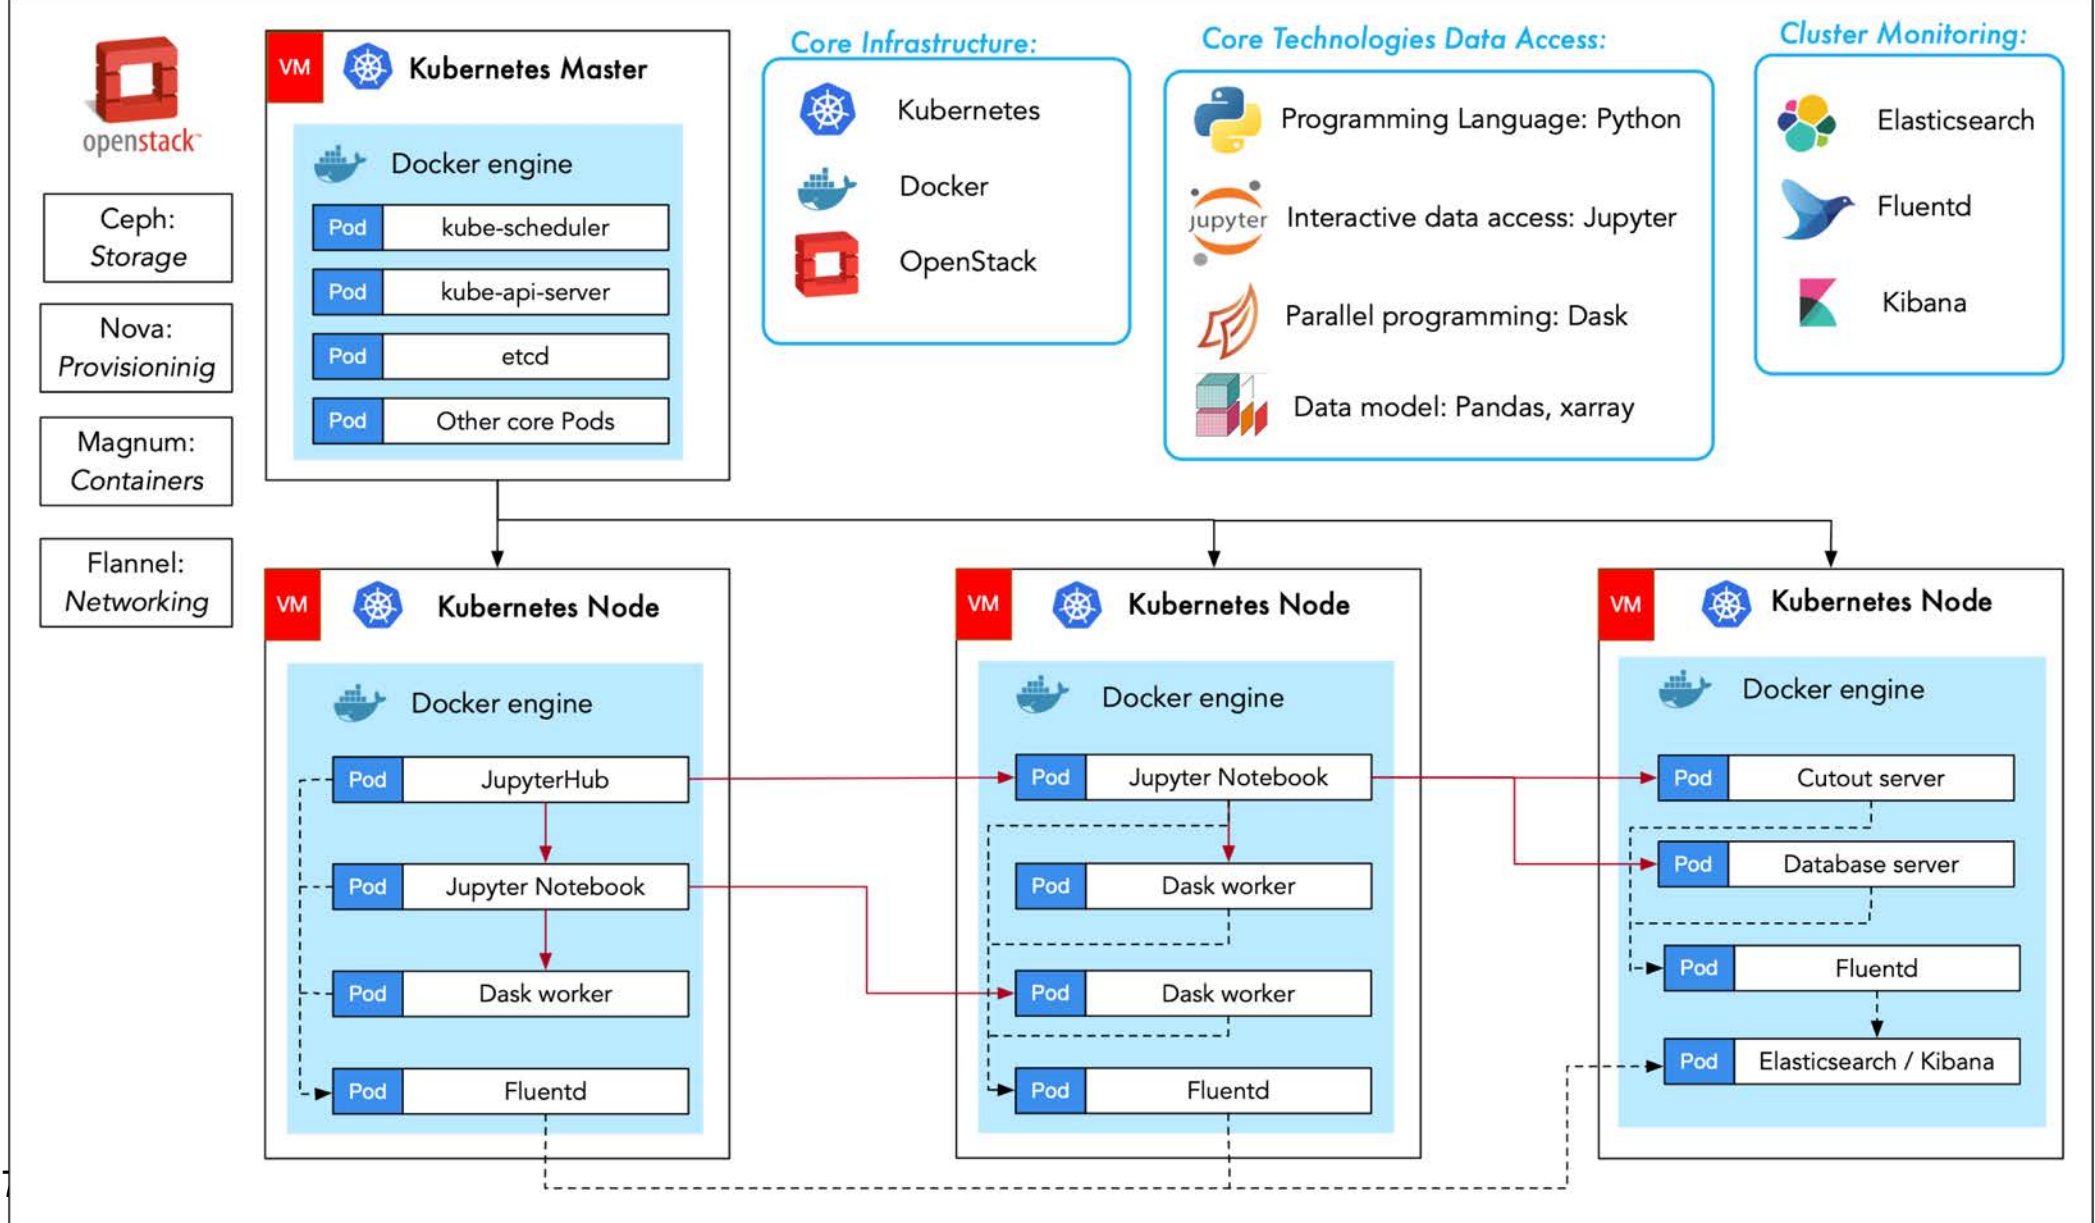 openstack™
Ceph:
Storage
Nova:
Provisioninig
Magnum:
Containers
Flannel:
Networking
VM
Kubernetes Master
Docker engine
Pod kube-scheduler
Pod kube-api-server
Pod etcd
Pod Other core Pods
Core Infrastructure:
Kubernetes
Docker
OpenStack
Core Technologies Data Access:
Programming Language: Python
jupyter
Interactive data access: Jupyter
Parallel programming: Dask
Data model: Pandas, xarray
Cluster Monitoring:
Elasticsearch
Fluentd
Kibana
VM
Kubernetes Node
Docker engine
Pod JupyterHub
Pod Jupyter Notebook
Pod Dask worker
Pod Fluentd
VM
Kubernetes Node
Docker engine
Pod Jupyter Notebook
Pod Dask worker
Pod Dask worker
Pod Fluentd
VM
Kubernetes Node
Docker engine
Pod Cutout server
Pod Database server
Pod Fluentd
Pod Elasticsearch / Kibana